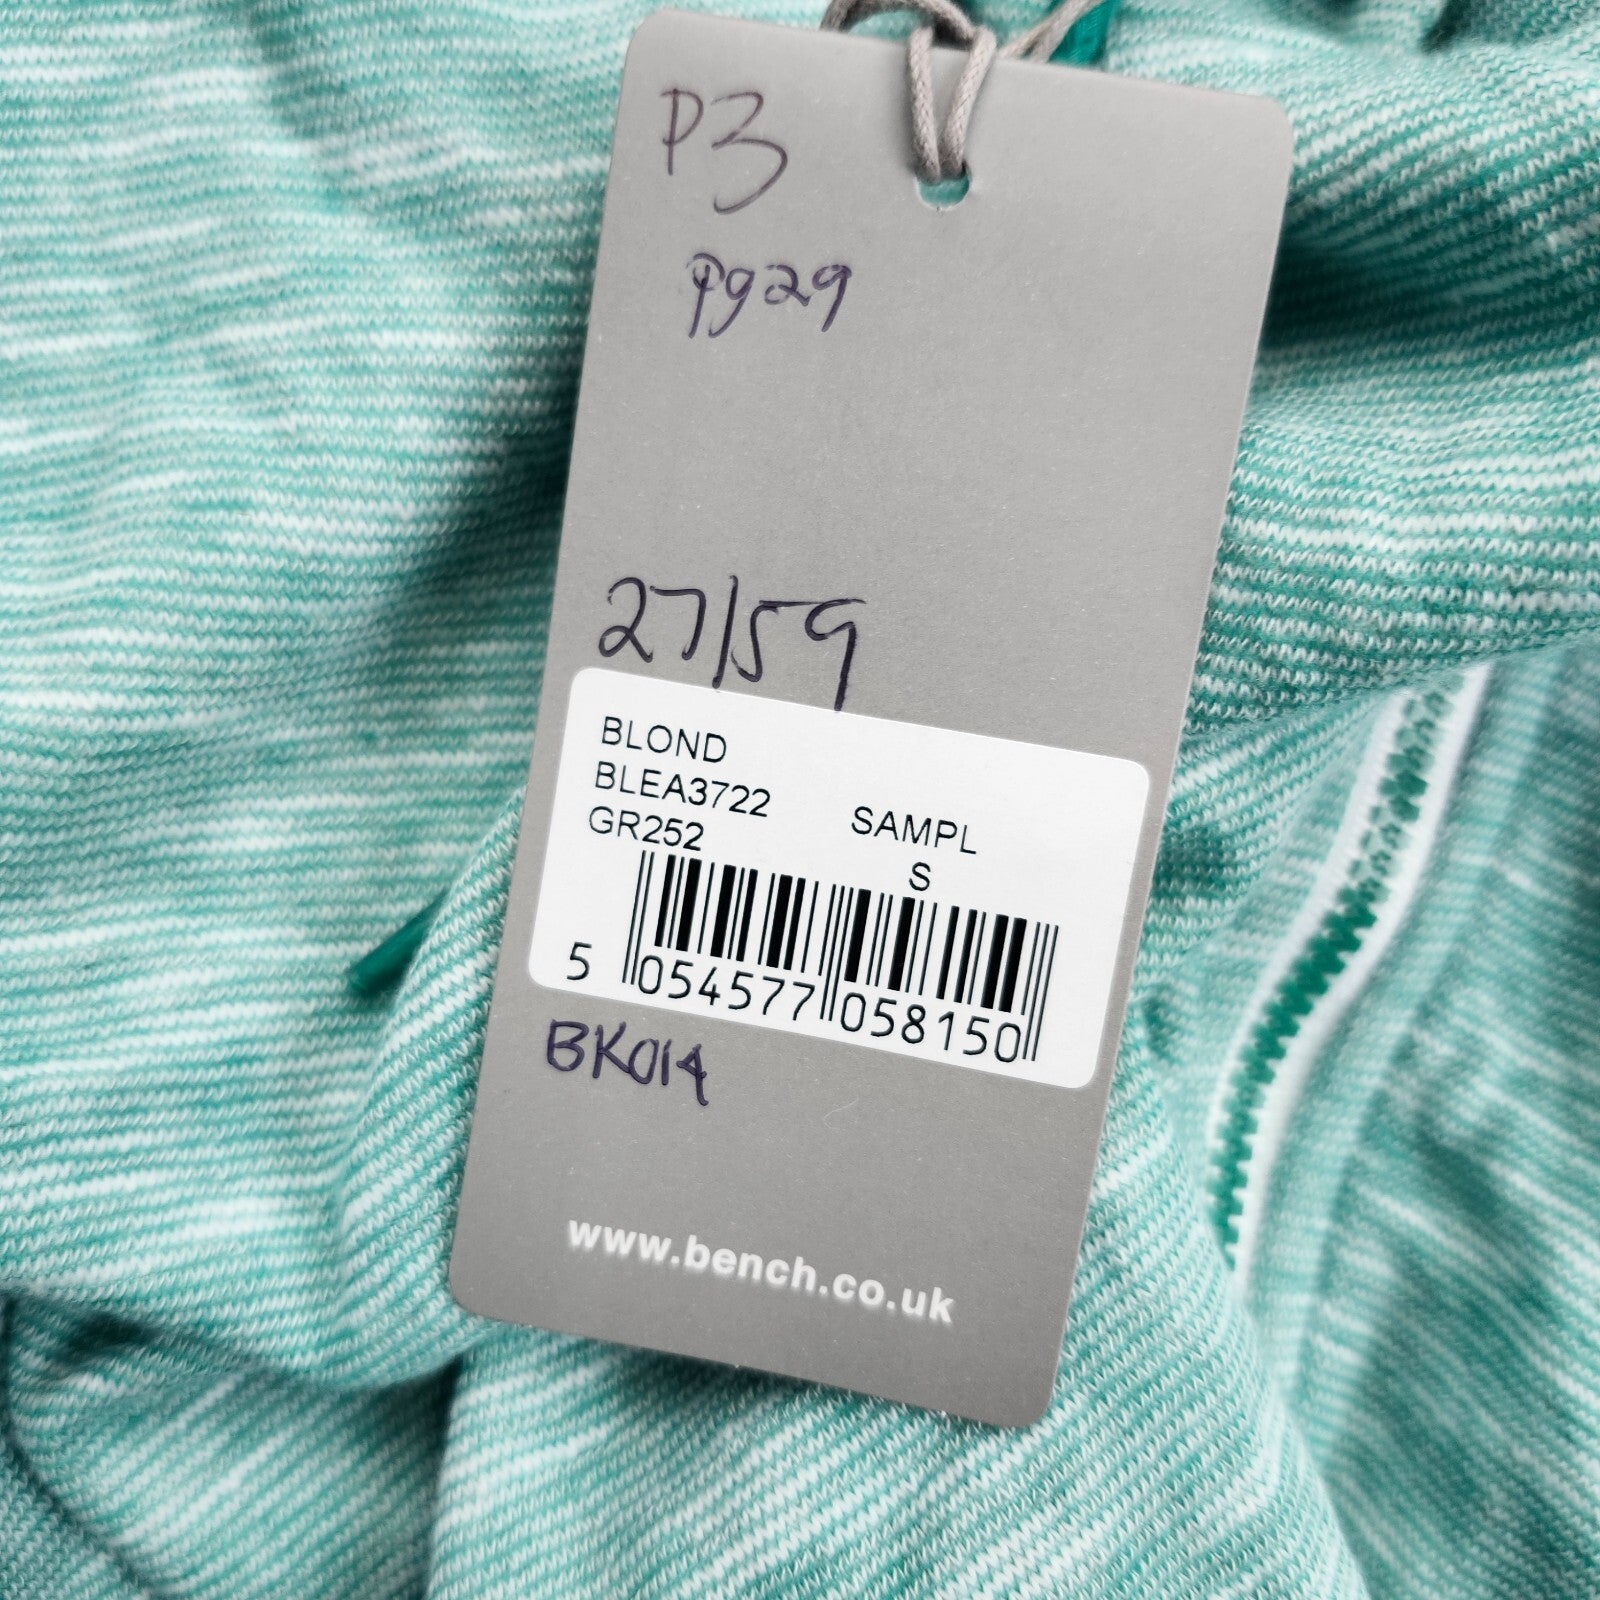 P3
Pg29
27/59
BLOND
BLEA3722 SAMPL
GR252 S
5 054577 058150
BK014
www.bench.co.uk